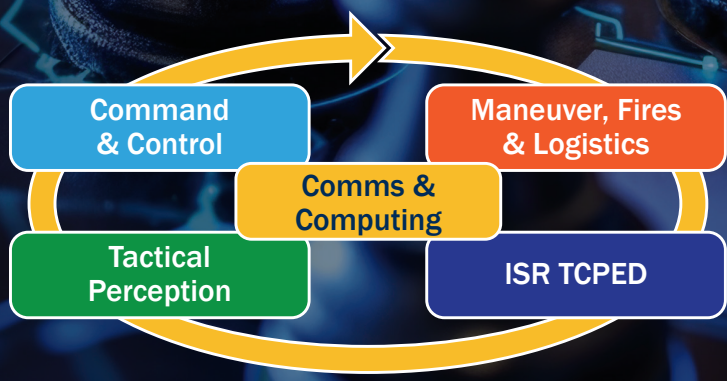 Command
& Control
Maneuver, Fires
& Logistics
Comms &
Computing
Tactical
Perception
ISR TCPED